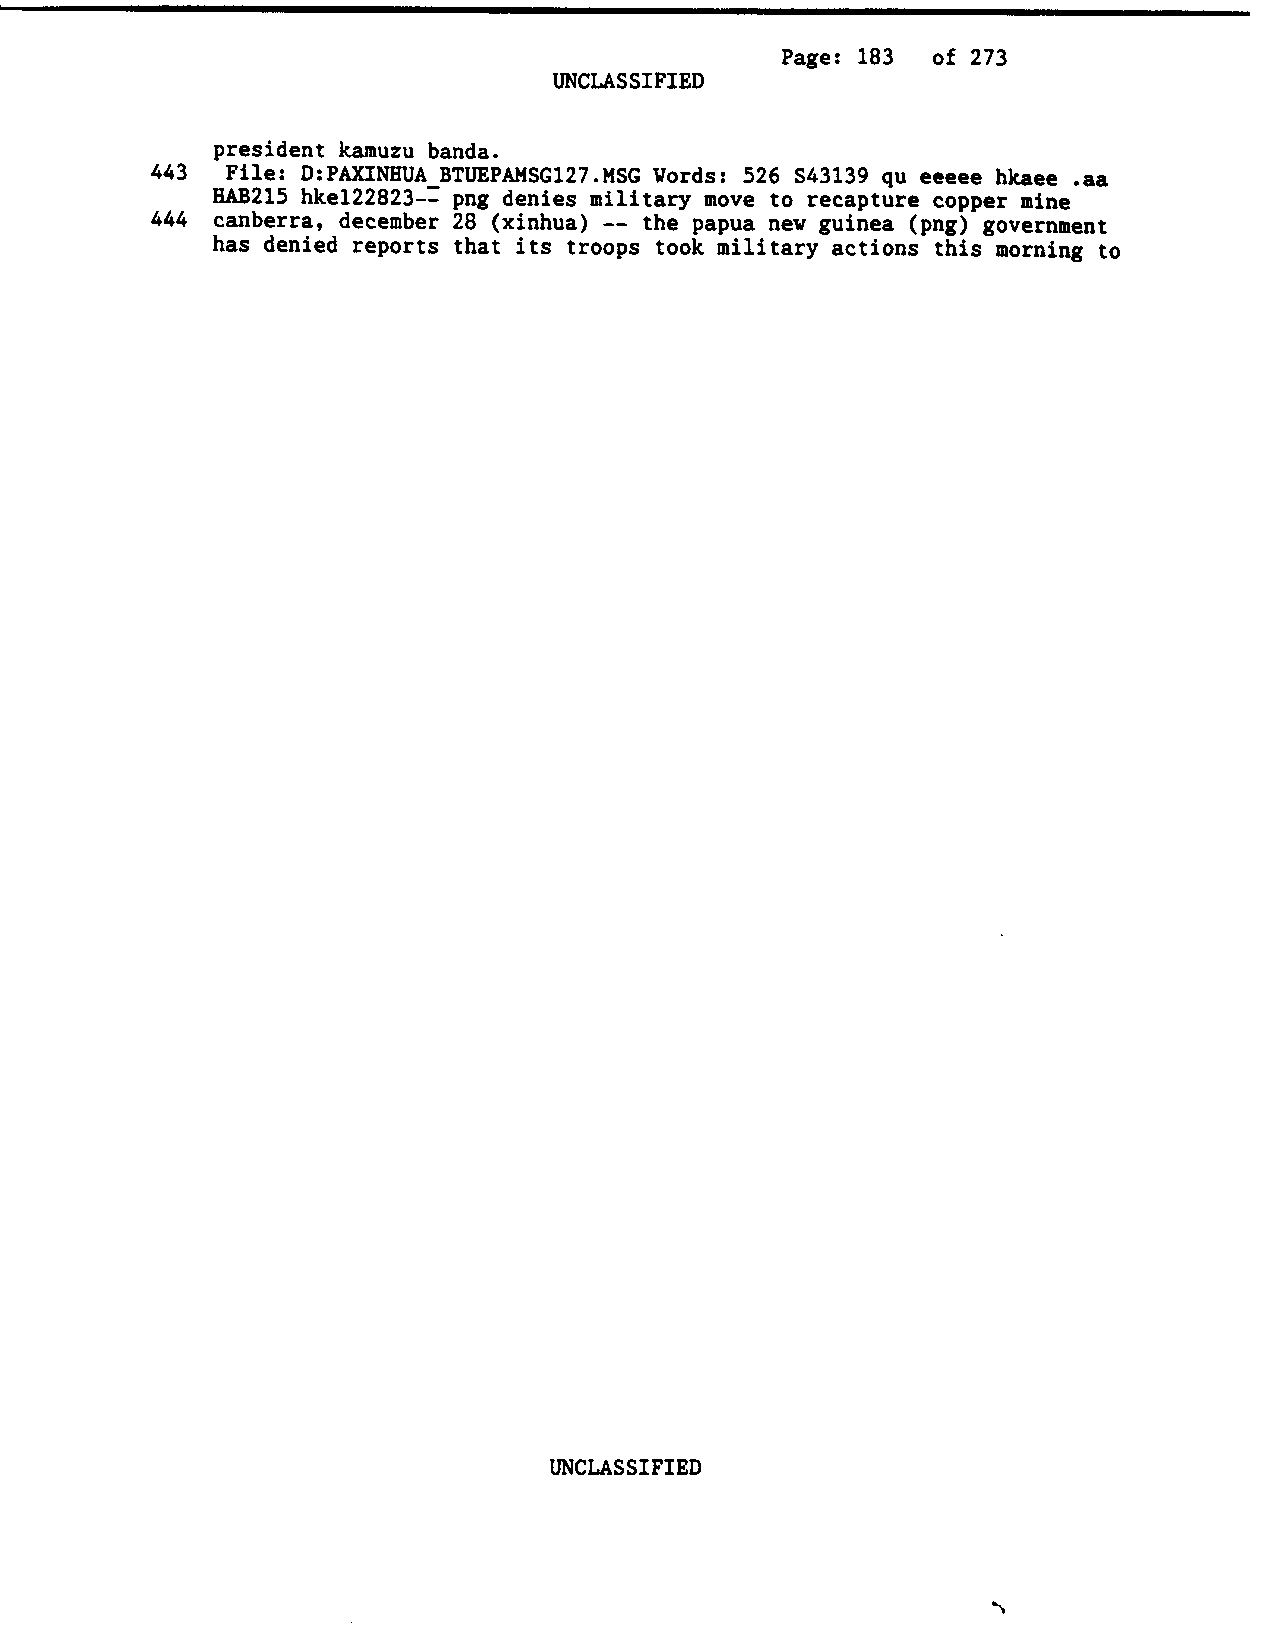 Page: 183 of 273
UNCLASSIFIED
president kamuzu banda.
443 File: D:PAXINHUA_BTUEPAMSG127.MSG Words: 526 S43139 qu eeeee hkaee .aa
HAB215 hke122823-- png denies military move to recapture copper mine
444 canberra, december 28 (xinhua) -- the papua new guinea (png) government
has denied reports that its troops took military actions this morning to
UNCLASSIFIED